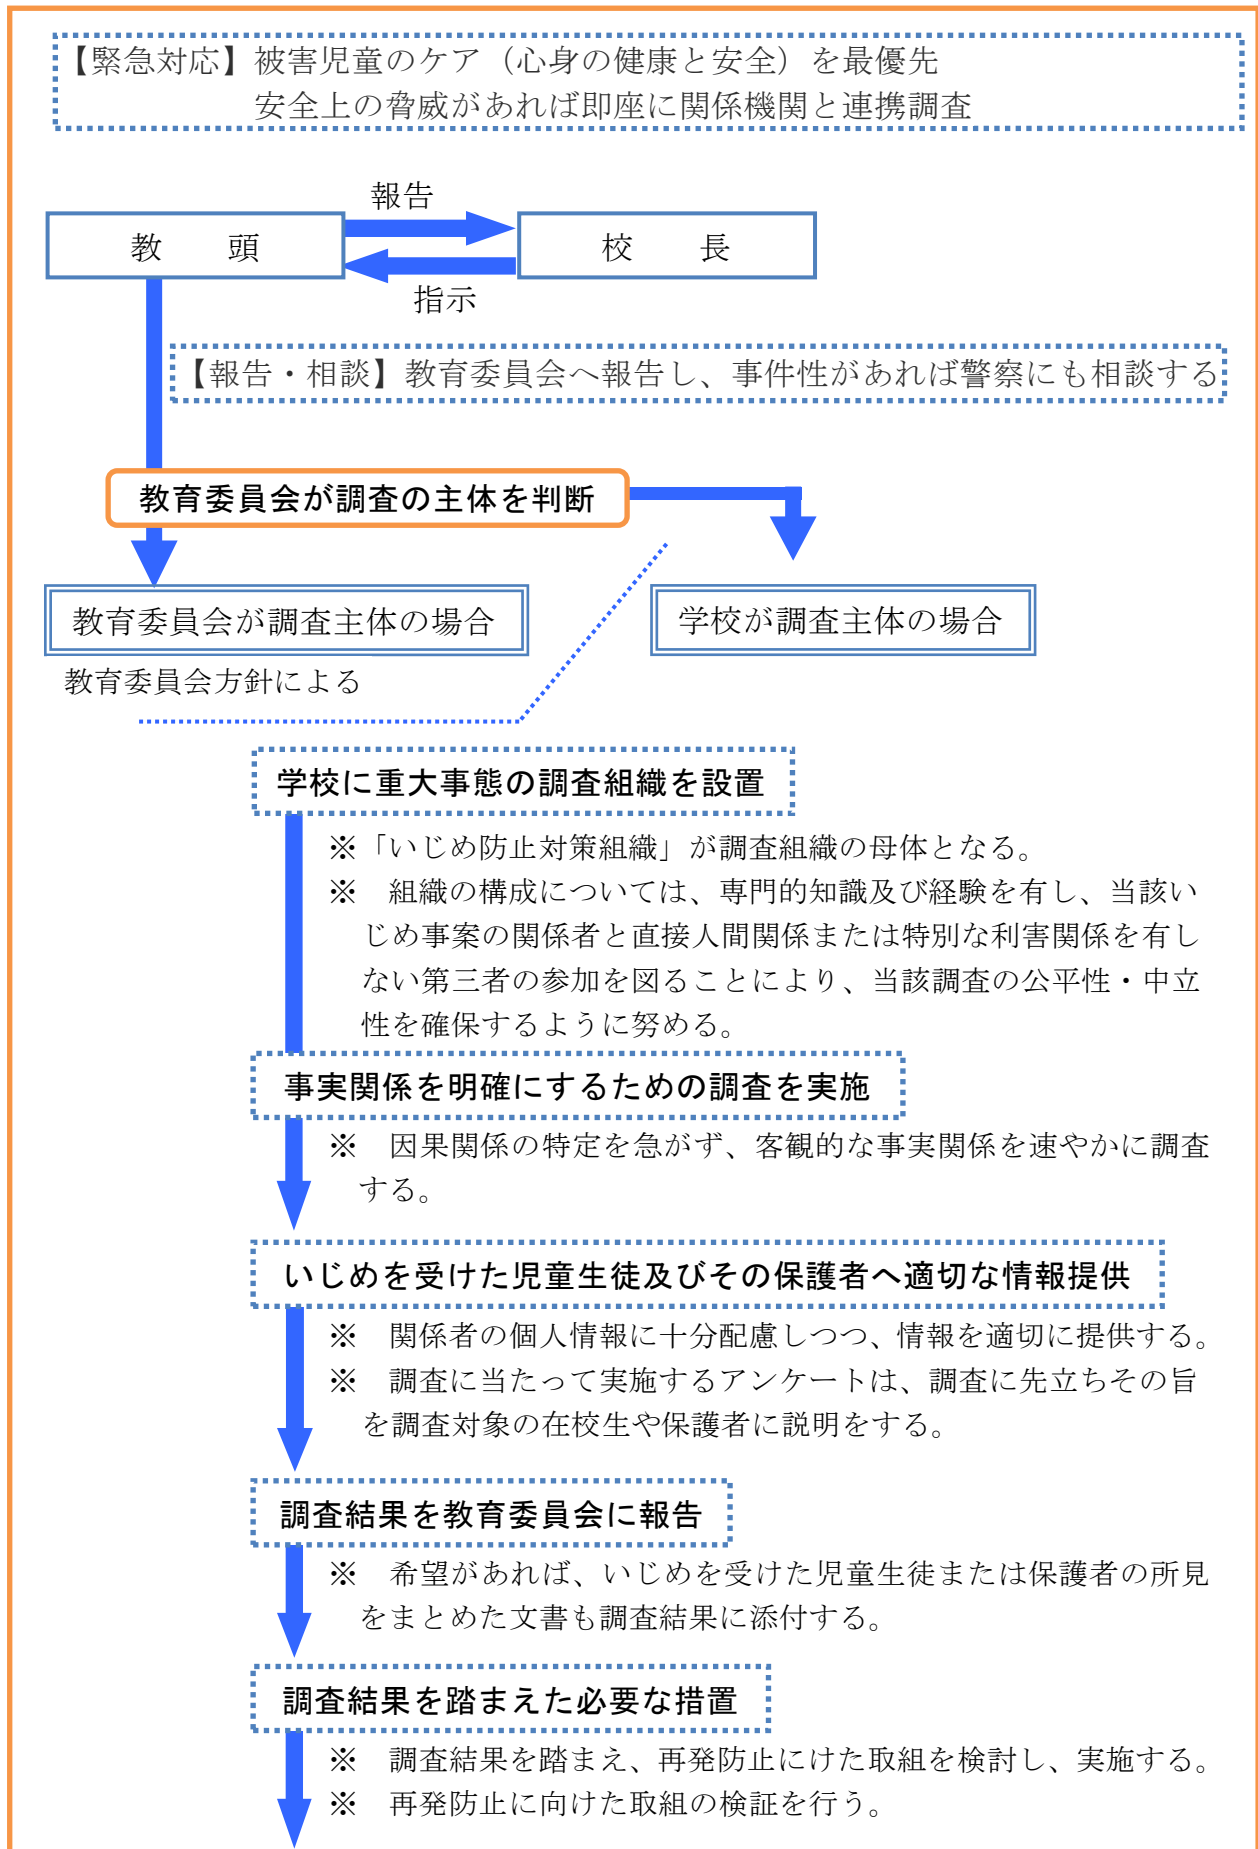 【緊急対応】被害児童のケア（心身の健康と安全）を最優先
安全上の脅威があれば即座に関係機関と連携調査
報告
教　頭
校　長
指示
【報告・相談】教育委員会へ報告し、事件性があれば警察にも相談する
教育委員会が調査の主体を判断
教育委員会が調査主体の場合
学校が調査主体の場合
教育委員会方針による
学校に重大事態の調査組織を設置
※「いじめ防止対策組織」が調査組織の母体となる。
※　組織の構成については、専門的知識及び経験を有し、当該い
じめ事案の関係者と直接人間関係または特別な利害関係を有し
ない第三者の参加を図ることにより、当該調査の公平性・中立
性を確保するように努める。
事実関係を明確にするための調査を実施
※　因果関係の特定を急がず、客観的な事実関係を速やかに調査
する。
いじめを受けた児童生徒及びその保護者へ適切な情報提供
※　関係者の個人情報に十分配慮しつつ、情報を適切に提供する。
※　調査に当たって実施するアンケートは、調査に先立ちその旨
を調査対象の在校生や保護者に説明をする。
調査結果を教育委員会に報告
※　希望があれば、いじめを受けた児童生徒または保護者の所見
をまとめた文書も調査結果に添付する。
調査結果を踏まえた必要な措置
※　調査結果を踏まえ、再発防止にけた取組を検討し、実施する。
※　再発防止に向けた取組の検証を行う。